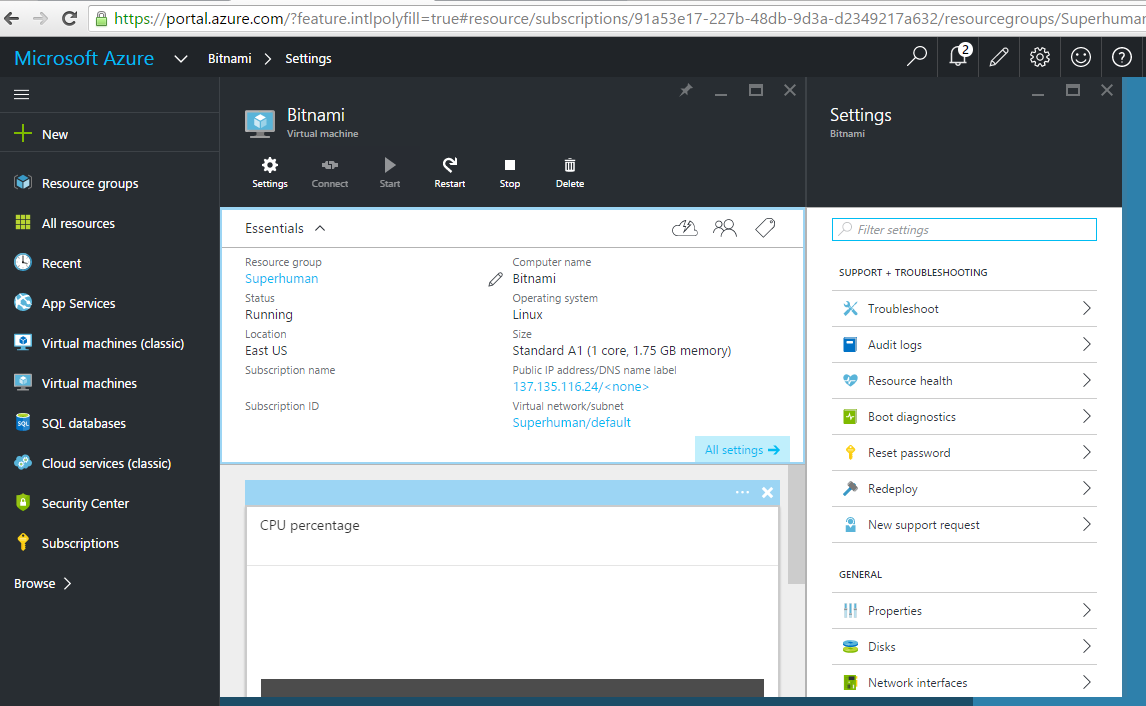 https://portal.azure.com/?feature.intlpolyfill=true#resource/subscriptions/91a53e17-227b-48db-9d3a-d2349217a632/resourcegroups/Superhuman
Microsoft Azure Bitnami > Settings 2
New
Resource groups
All resources
Recent
App Services
Virtual machines (classic)
Virtual machines
SQL databases
Cloud services (classic)
Security Center
Subscriptions
Browse
Bitnami
Virtual machine
Settings Connect Start Restart Stop Delete
Essentials
Resource group
Superhuman
Status
Running
Location
East US
Subscription name
Subscription ID
Computer name
Bitnami
Operating system
Linux
Size
Standard A1 (1 core, 1.75 GB memory)
Public IP address/DNS name label
137.135.116.24/<none>
Virtual network/subnet
Superhuman/default
All settings →
CPU percentage
Settings
Bitnami
Filter settings
SUPPORT + TROUBLESHOOTING
Troubleshoot
Audit logs
Resource health
Boot diagnostics
Reset password
Redeploy
New support request
GENERAL
Properties
Disks
Network interfaces